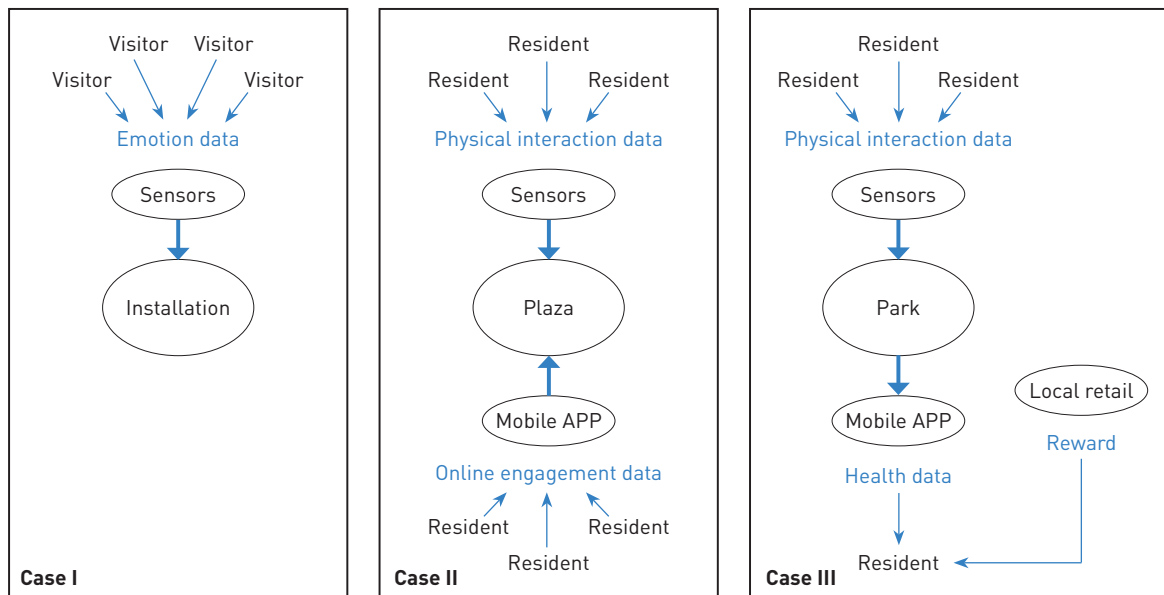 Visitor Visitor
Visitor Visitor
Emotion data
Sensors
Installation
Case I
Resident
Resident Resident
Physical interaction data
Sensors
Plaza
Mobile APP
Online engagement data
Resident Resident
Resident
Case II
Resident
Resident Resident
Physical interaction data
Sensors
Park
Local retail
Mobile APP
Reward
Health data
Resident
Case III